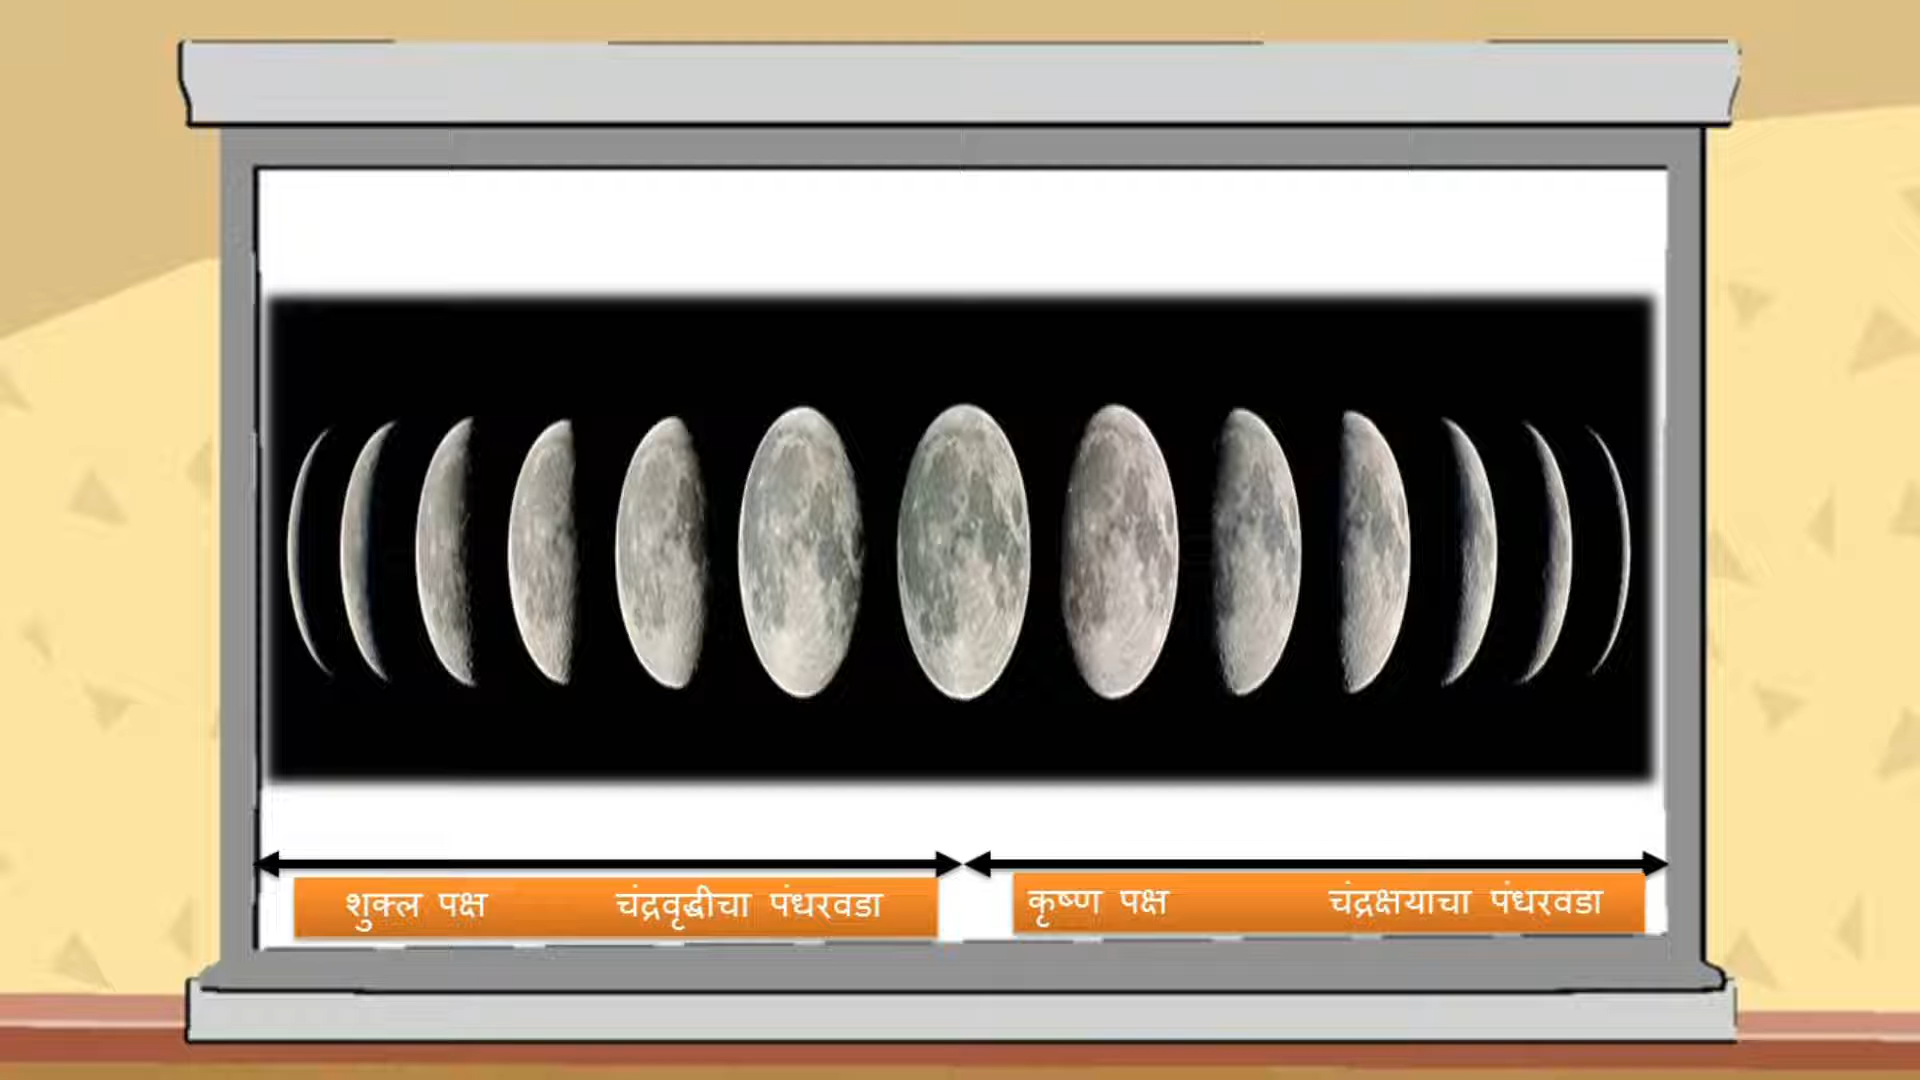 शुक्ल पक्ष चंद्रवृद्धीचा पंधरवडा
कृष्ण पक्ष चंद्रक्षयाचा पंधरवडा